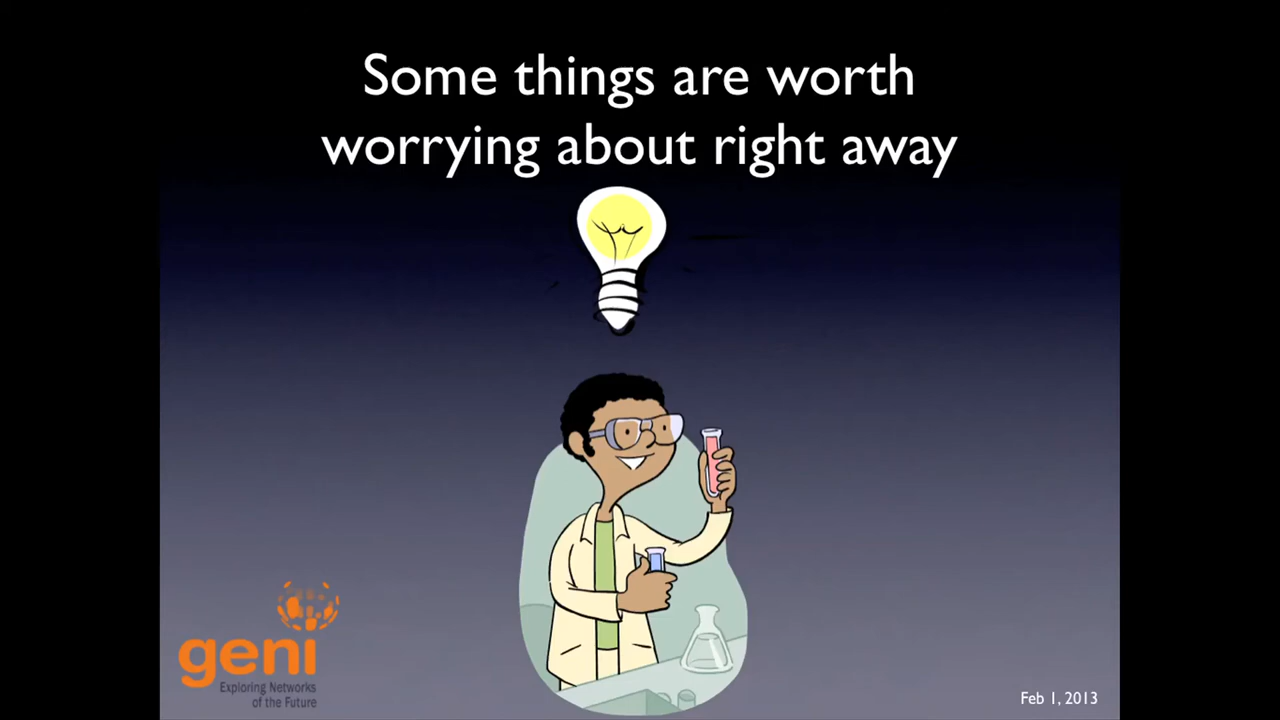 Some things are worth
worrying about right away
geni
Exploring Networks
of the Future
Feb 1, 2013